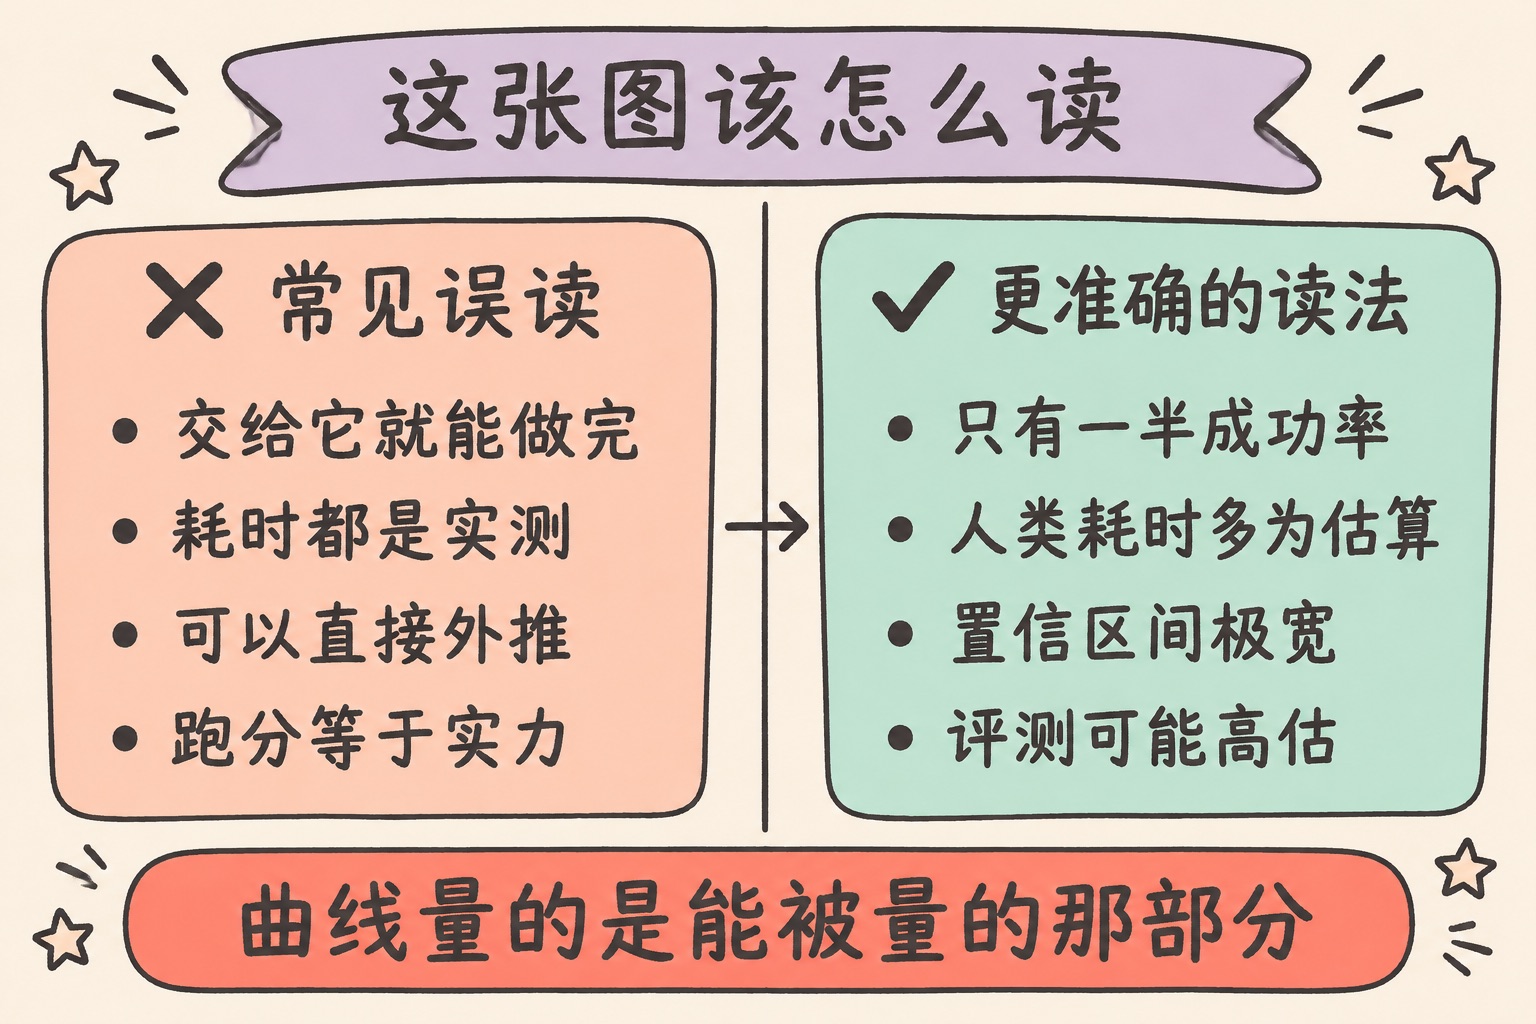 这张图该怎么读
常见误读
交给它就能做完
耗时都是实测
可以直接外推
跑分等于实力
更准确的读法
只有一半成功率
人类耗时多为估算
置信区间极宽
评测可能高估
曲线量的是能被量的那部分